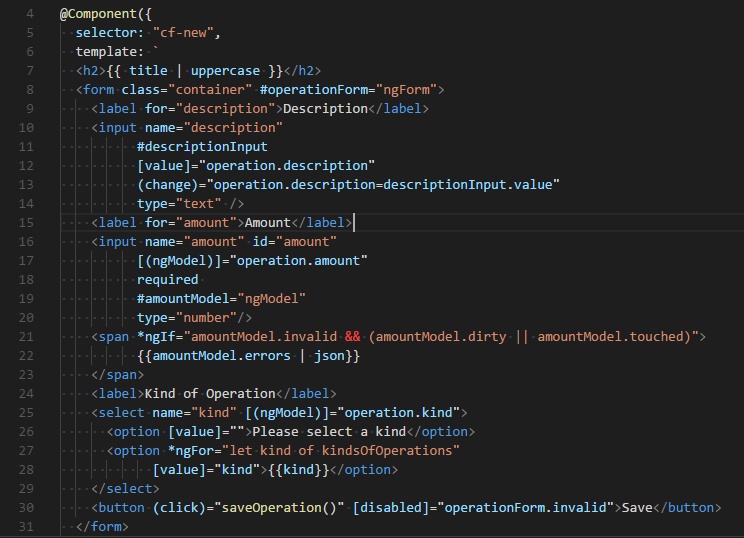 4 @Component({
5   selector: "cf-new",
6   template: `
7   <h2>{{ title | uppercase }}</h2>
8   <form class="container" #operationForm="ngForm">
9     <label for="description">Description</label>
10     <input name="description"
11           #descriptionInput
12           [value]="operation.description"
13           (change)="operation.description=descriptionInput.value"
14           type="text" />
15     <label for="amount">Amount</label>
16     <input name="amount" id="amount"
17           [(ngModel)]="operation.amount"
18           required
19           #amountModel="ngModel"
20           type="number"/>
21     <span *ngIf="amountModel.invalid && (amountModel.dirty || amountModel.touched)">
22           {{amountModel.errors | json}}
23     </span>
24     <label>Kind of Operation</label>
25     <select name="kind" [(ngModel)]="operation.kind">
26       <option [value]="">Please select a kind</option>
27       <option *ngFor="let kind of kindsOfOperations"
28             [value]="kind">{{kind}}</option>
29     </select>
30     <button (click)="saveOperation()" [disabled]="operationForm.invalid">Save</button>
31   </form>